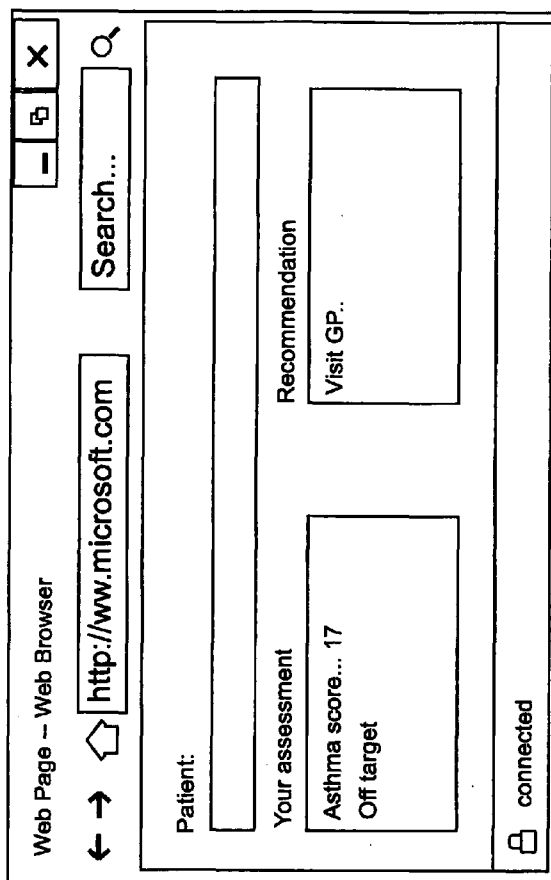 Web Page – Web Browser
http://ww.microsoft.com
Search...
Patient:
Your assessment
Asthma score... 17
Off target
Recommendation
Visit GP..
connected